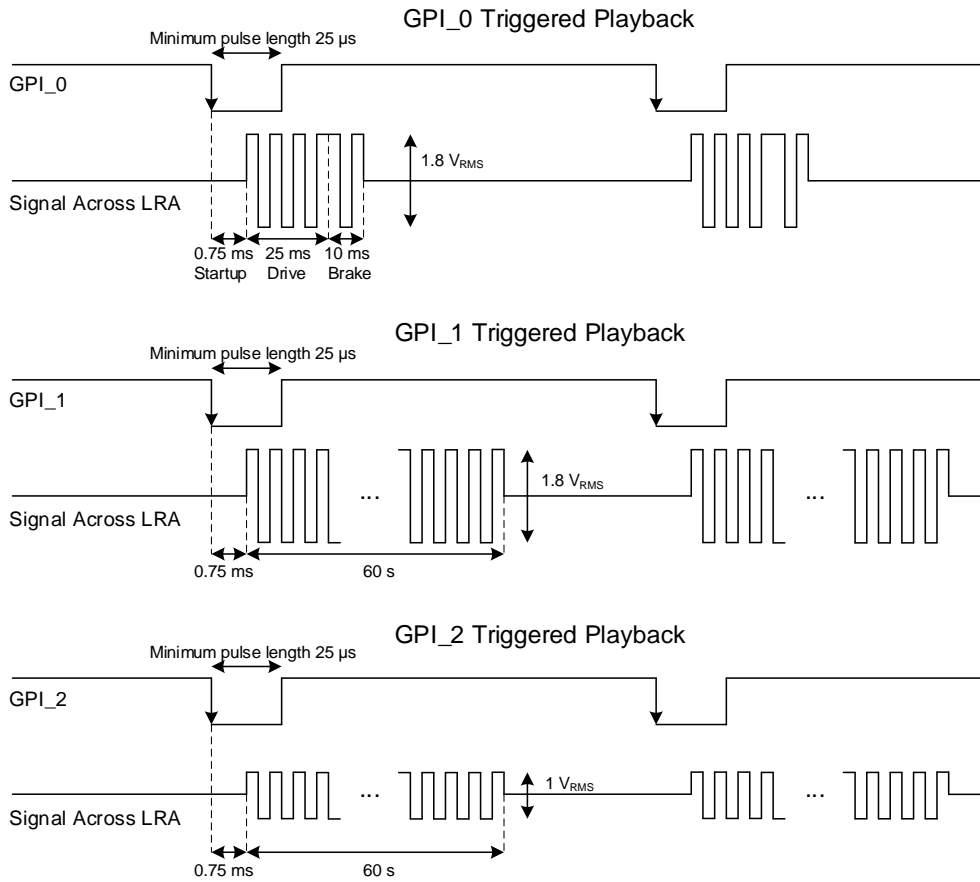 GPI_0 Triggered Playback
Minimum pulse length 25 µs
GPI_0
1.8 VRMS
Signal Across LRA
0.75 ms 25 ms 10 ms
Startup Drive Brake
GPI_1 Triggered Playback
Minimum pulse length 25 µs
GPI_1
1.8 VRMS
... ...
Signal Across LRA
0.75 ms 60 s
GPI_2 Triggered Playback
Minimum pulse length 25 µs
GPI_2
1 VRMS
... ...
Signal Across LRA
0.75 ms 60 s